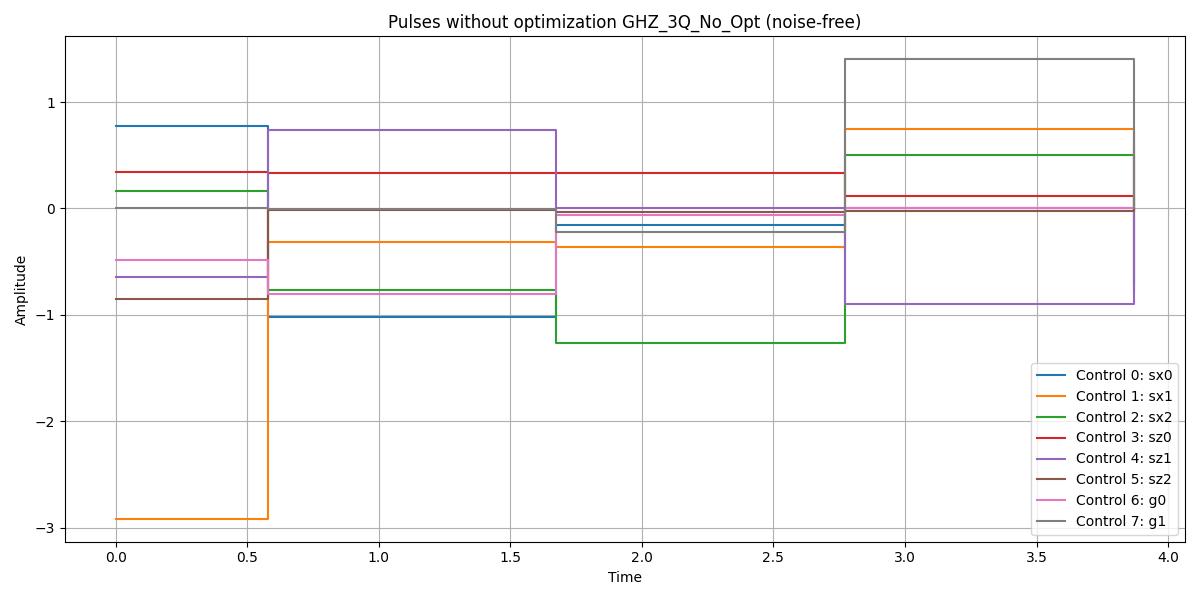 Pulses without optimization GHZ_3Q_No_Opt (noise-free)
1
0
−1
−2
−3
Amplitude
0.0 0.5 1.0 1.5 2.0 2.5 3.0 3.5 4.0
Time
Control 0: sx0
Control 1: sx1
Control 2: sx2
Control 3: sz0
Control 4: sz1
Control 5: sz2
Control 6: g0
Control 7: g1